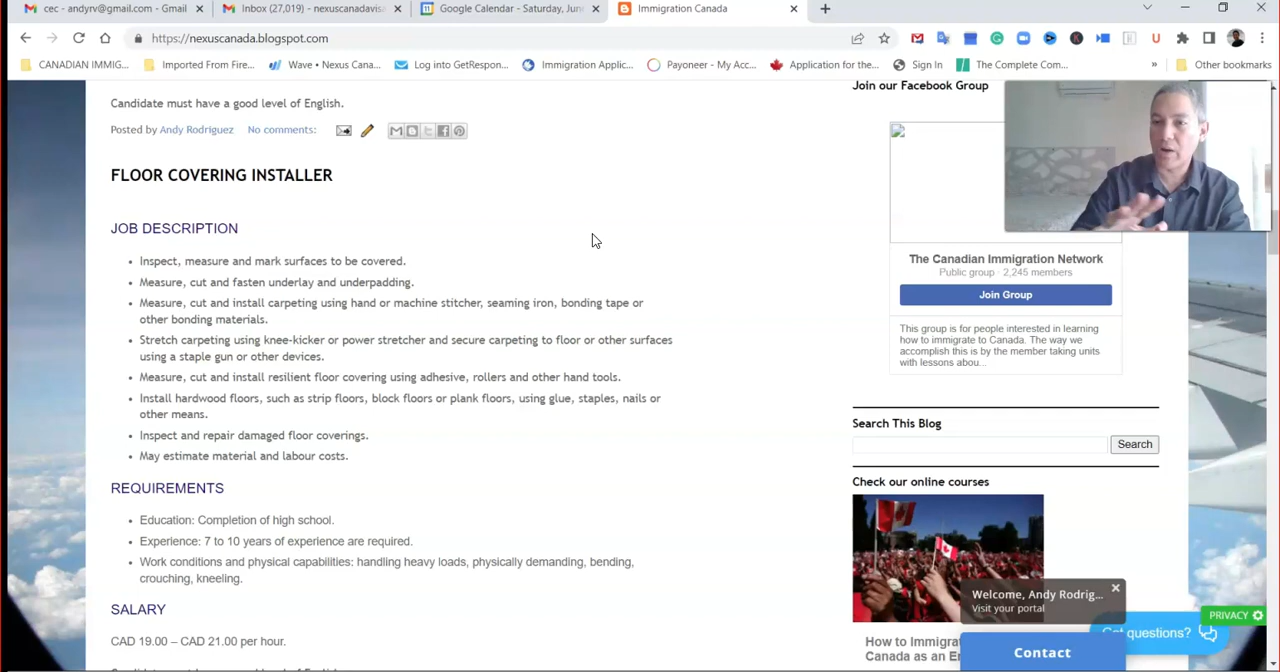 cec - andyrv@gmail.com - Gmail
Inbox (27,019) - nexuscanadavis
Google Calendar - Saturday, Jun
Immigration Canada
https://nexuscanada.blogspot.com
CANADIAN IMMIG...
Imported From Fire...
Wave • Nexus Cana...
Log into GetRespon...
Immigration Applic...
Payoneer - My Acc...
Application for the...
Sign In
The Complete Com...
»
Other bookmarks
Candidate must have a good level of English.
Posted by Andy Rodriguez No comments:
FLOOR COVERING INSTALLER
JOB DESCRIPTION
• Inspect, measure and mark surfaces to be covered.
• Measure, cut and fasten underlay and underpadding.
• Measure, cut and install carpeting using hand or machine stitcher, seaming iron, bonding tape or
other bonding materials.
• Stretch carpeting using knee-kicker or power stretcher and secure carpeting to floor or other surfaces
using a staple gun or other devices.
• Measure, cut and install resilient floor covering using adhesive, rollers and other hand tools.
• Install hardwood floors, such as strip floors, block floors or plank floors, using glue, staples, nails or
other means.
• Inspect and repair damaged floor coverings.
• May estimate material and labour costs.
REQUIREMENTS
• Education: Completion of high school.
• Experience: 7 to 10 years of experience are required.
• Work conditions and physical capabilities: handling heavy loads, physically demanding, bending,
crouching, kneeling.
SALARY
CAD 19.00 – CAD 21.00 per hour.
Join our Facebook Group
The Canadian Immigration Network
Public group · 2,245 members
Join Group
This group is for people interested in learning
how to immigrate to Canada. The way we
accomplish this is by the member taking units
with lessons abou...
Search This Blog
Search
Check our online courses
How to Immigra
Canada as an E
Welcome, Andy Rodrig...
Visit your portal
PRIVACY
Got questions?
Contact